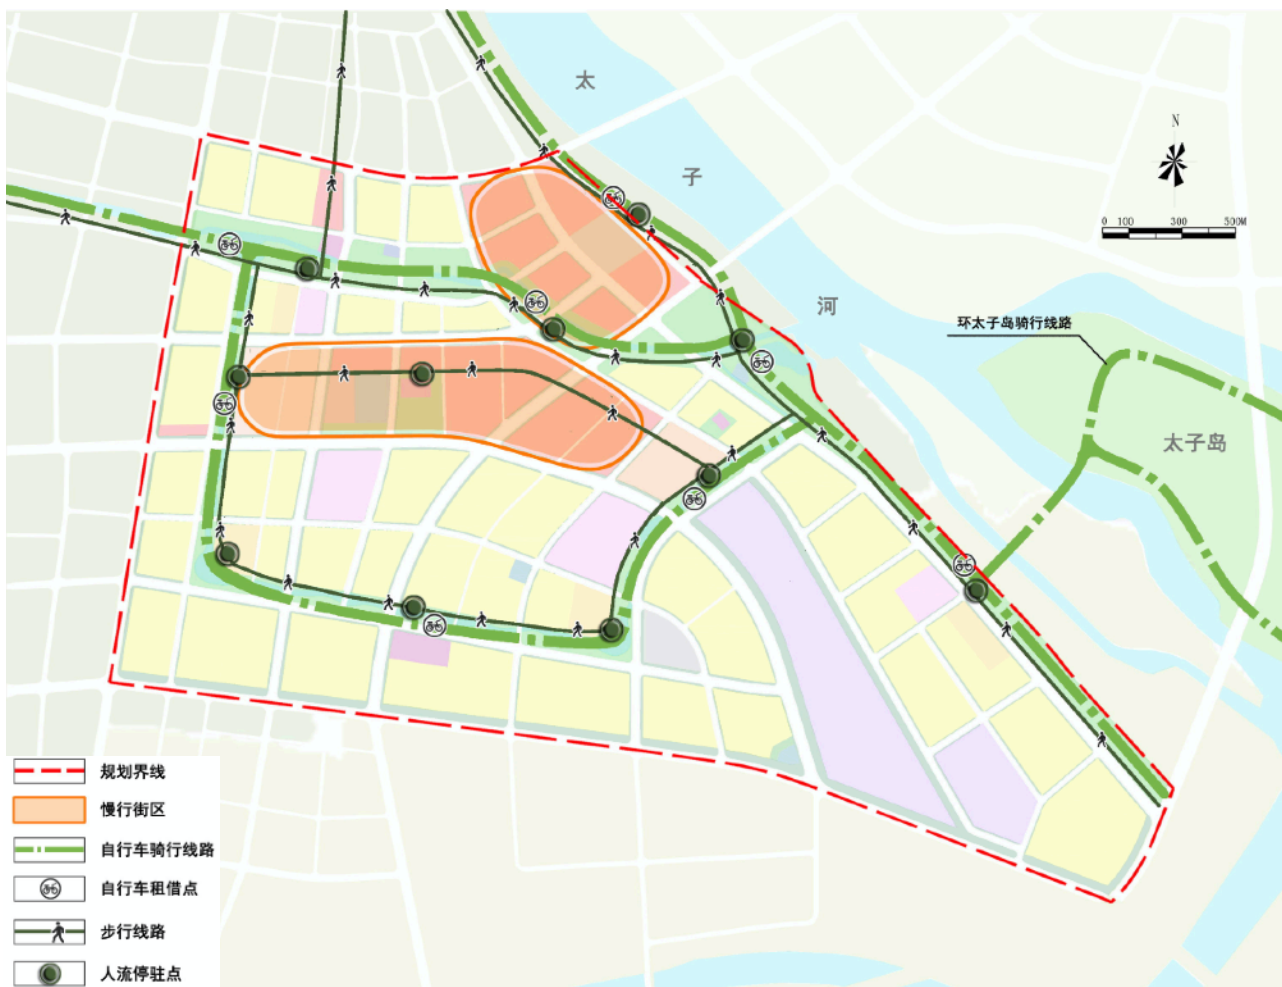 太
子
河
N
0 100 300 500M
环太子岛骑行线路
太子岛
规划界线
慢行街区
自行车骑行线路
自行车租借点
步行线路
人流停驻点